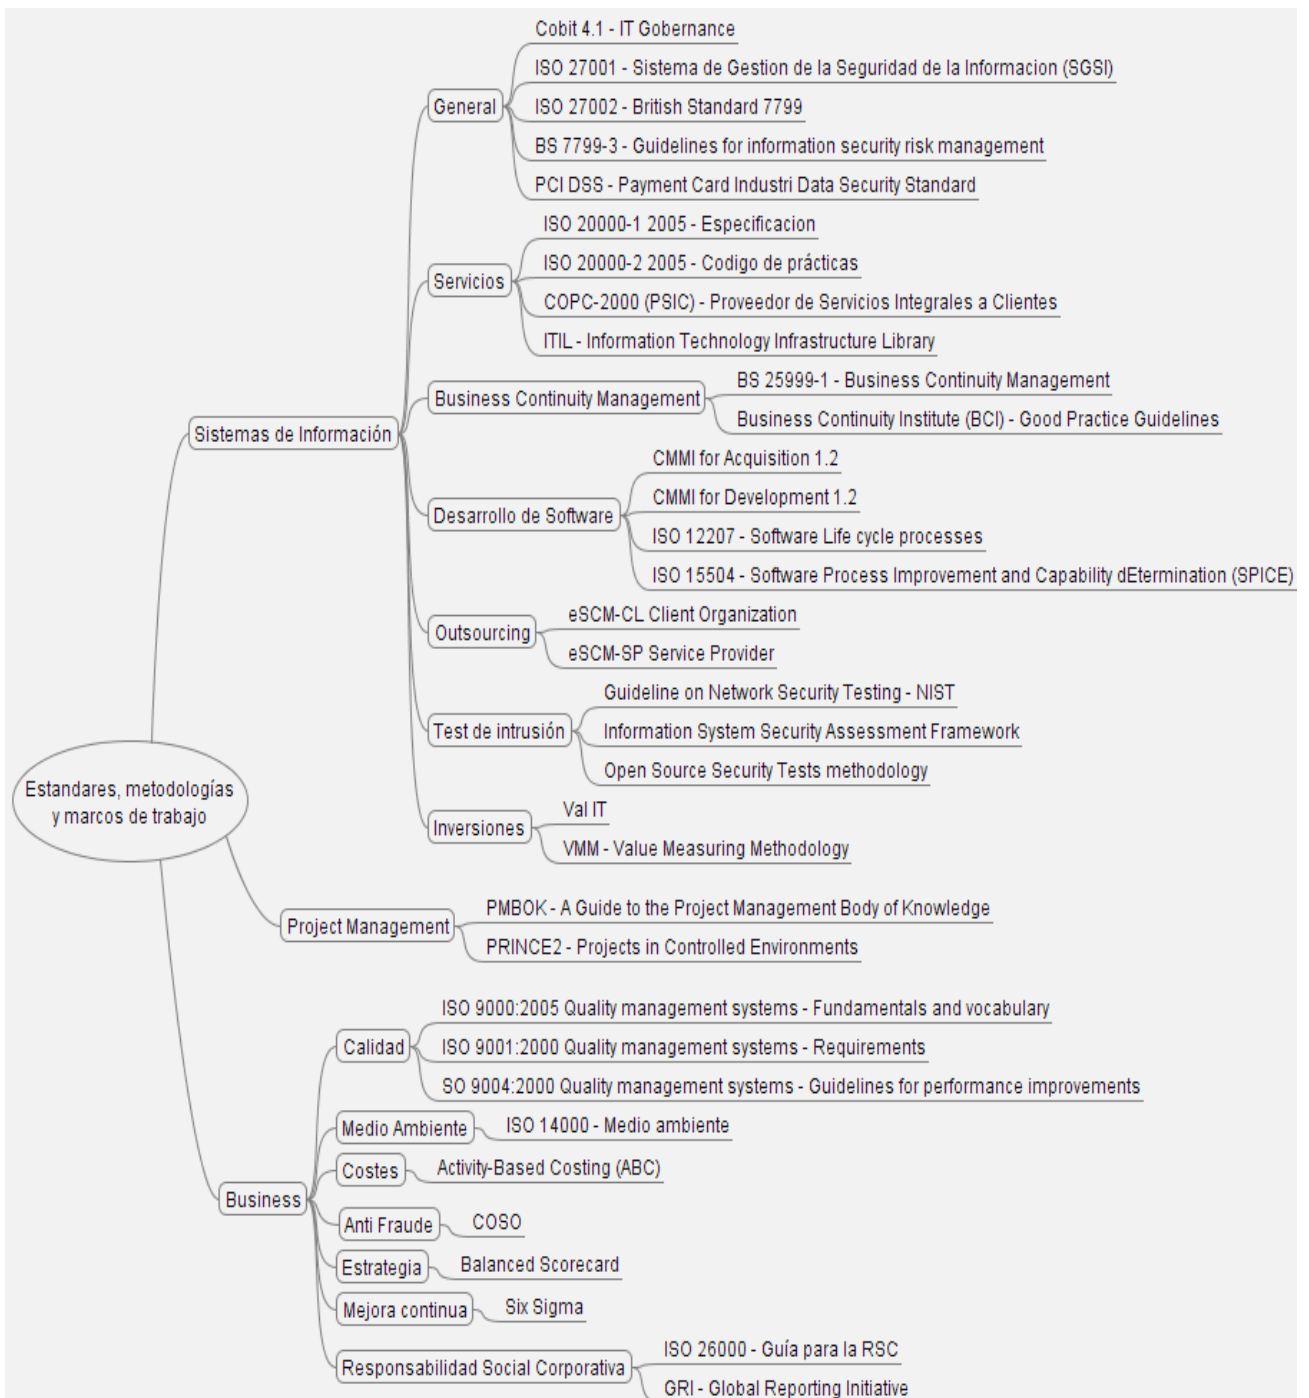 Cobit 4.1 - IT Gobernance
ISO 27001 - Sistema de Gestion de la Seguridad de la Informacion (SGSI)
General
ISO 27002 - British Standard 7799
BS 7799-3 - Guidelines for information security risk management
PCI DSS - Payment Card Industri Data Security Standard
ISO 20000-1 2005 - Especificacion
ISO 20000-2 2005 - Codigo de prácticas
Servicios
COPC-2000 (PSIC) - Proveedor de Servicios Integrales a Clientes
ITIL - Information Technology Infrastructure Library
Business Continuity Management
BS 25999-1 - Business Continuity Management
Business Continuity Institute (BCI) - Good Practice Guidelines
Sistemas de Información
CMMI for Acquisition 1.2
CMMI for Development 1.2
Desarrollo de Software
ISO 12207 - Software Life cycle processes
ISO 15504 - Software Process Improvement and Capability dEtermination (SPICE)
Outsourcing
eSCM-CL Client Organization
eSCM-SP Service Provider
Guideline on Network Security Testing - NIST
Test de intrusión
Information System Security Assessment Framework
Open Source Security Tests methodology
Estandares, metodologías
y marcos de trabajo
Inversiones
Val IT
VMM - Value Measuring Methodology
Project Management
PMBOK - A Guide to the Project Management Body of Knowledge
PRINCE2 - Projects in Controlled Environments
ISO 9000:2005 Quality management systems - Fundamentals and vocabulary
Calidad
ISO 9001:2000 Quality management systems - Requirements
SO 9004:2000 Quality management systems - Guidelines for performance improvements
Medio Ambiente
ISO 14000 - Medio ambiente
Costes
Activity-Based Costing (ABC)
Business
Anti Fraude
COSO
Estrategia
Balanced Scorecard
Mejora continua
Six Sigma
Responsabilidad Social Corporativa
ISO 26000 - Guía para la RSC
GRI - Global Reporting Initiative